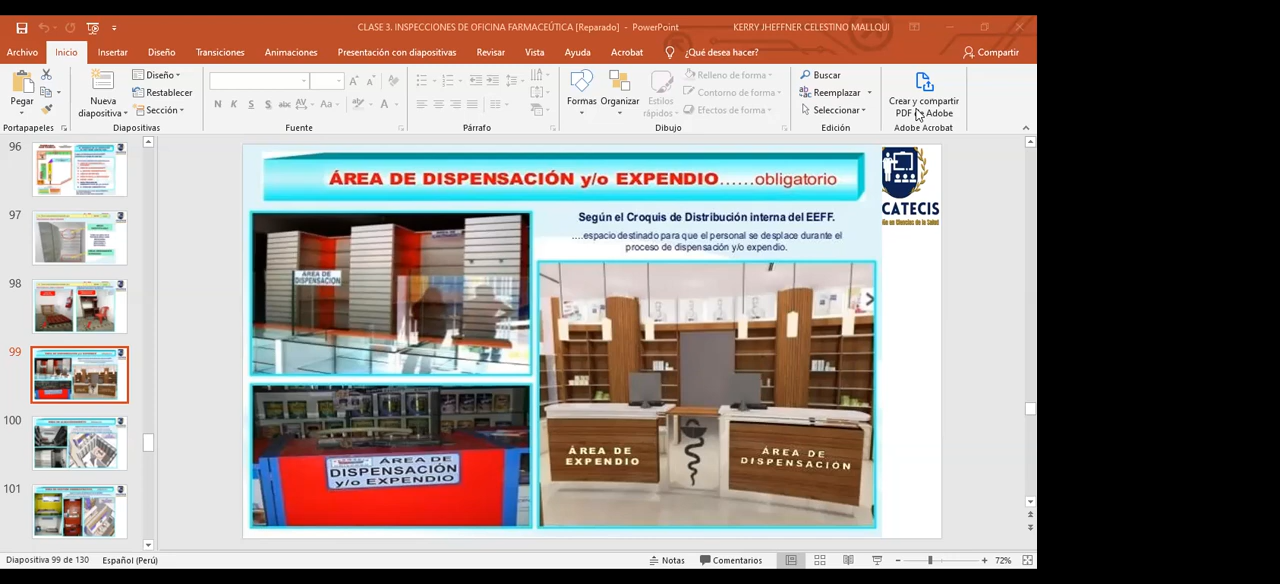 CLASE 3. INSPECCIONES DE OFICINA FARMACEÚTICA [Reparado] - PowerPoint
KERRY JHEFFNER CELESTINO MALLQUI
Archivo
Inicio
Insertar
Diseño
Transiciones
Animaciones
Presentación con diapositivas
Revisar
Vista
Ayuda
Acrobat
¿Qué desea hacer?
Compartir
Pegar
Nueva
diapositiva
Diseño
Restablecer
Sección
N K S S abc AV Aa A
Formas
Organizar
Estilos
rápidos
Relleno de forma
Contorno de forma
Efectos de forma
Buscar
Reemplazar
Seleccionar
Crear y compartir
PDF de Adobe
Portapapeles
Diapositivas
Fuente
Párrafo
Dibujo
Edición
Adobe Acrobat
96
97
98
99
100
101
ÁREA DE DISPENSACIÓN y/o EXPENDIO......obligatorio
CATECIS
Según el Croquis de Distribución interna del EEFF.
....espacio destinado para que el personal se desplace durante el
proceso de dispensación y/o expendio.
ÁREA DE
DISPENSACIÓN
ÁREA DE
DISPENSACIÓN
y/o EXPENDIO
ÁREA DE
EXPENDIO
ÁREA DE
DISPENSACIÓN
Diapositiva 99 de 130
Español (Perú)
Notas
Comentarios
72%